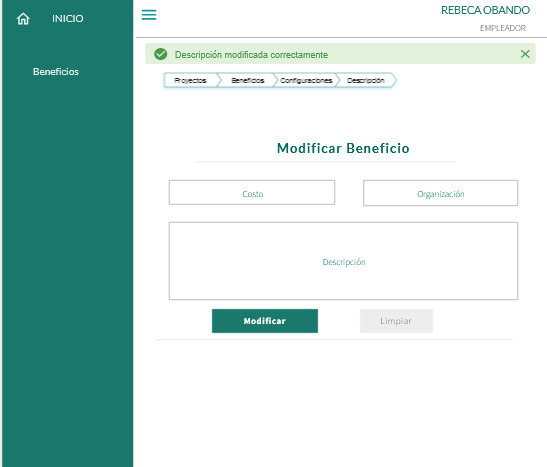 INICIO
Beneficios
REBECA OBANDO
EMPLEADOR
Descripción modificada correctamente
Proyectos Beneficios Configuraciones Descripción
Modificar Beneficio
Costo Organización
Descripción
Modificar Limpiar